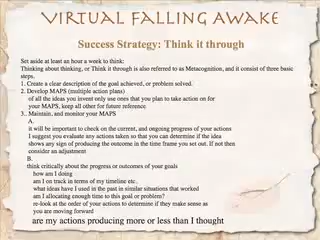 Virtual Falling Awake
Success Strategy: Think it through
Set aside at least an hour a week to think:
Thinking about thinking, or Think it through is also referred to as Metacognition, and it consist of three basic
steps.
1. Create a clear description of the goal achieved, or problem solved.
2. Develop MAPS (multiple action plans)
of all the ideas you invent only use ones that you plan to take action on for
your MAPS, keep all other for future reference
3.. Maintain, and monitor your MAPS
A.
it will be important to check on the current, and ongoing progress of your actions
I suggest you evaluate any actions taken so that you can determine if the idea
shows any sign of producing the outcome in the time frame you set out. If not then
consider an adjustment
B.
think critically about the progress or outcomes of your goals
how am I doing
am I on track in terms of my timeline etc.
what ideas have I used in the past in similar situations that worked
am I allocating enough time to this goal or problem?
re-look at the order of your actions to determine if they make sense as
you are moving forward
are my actions producing more or less than I thought